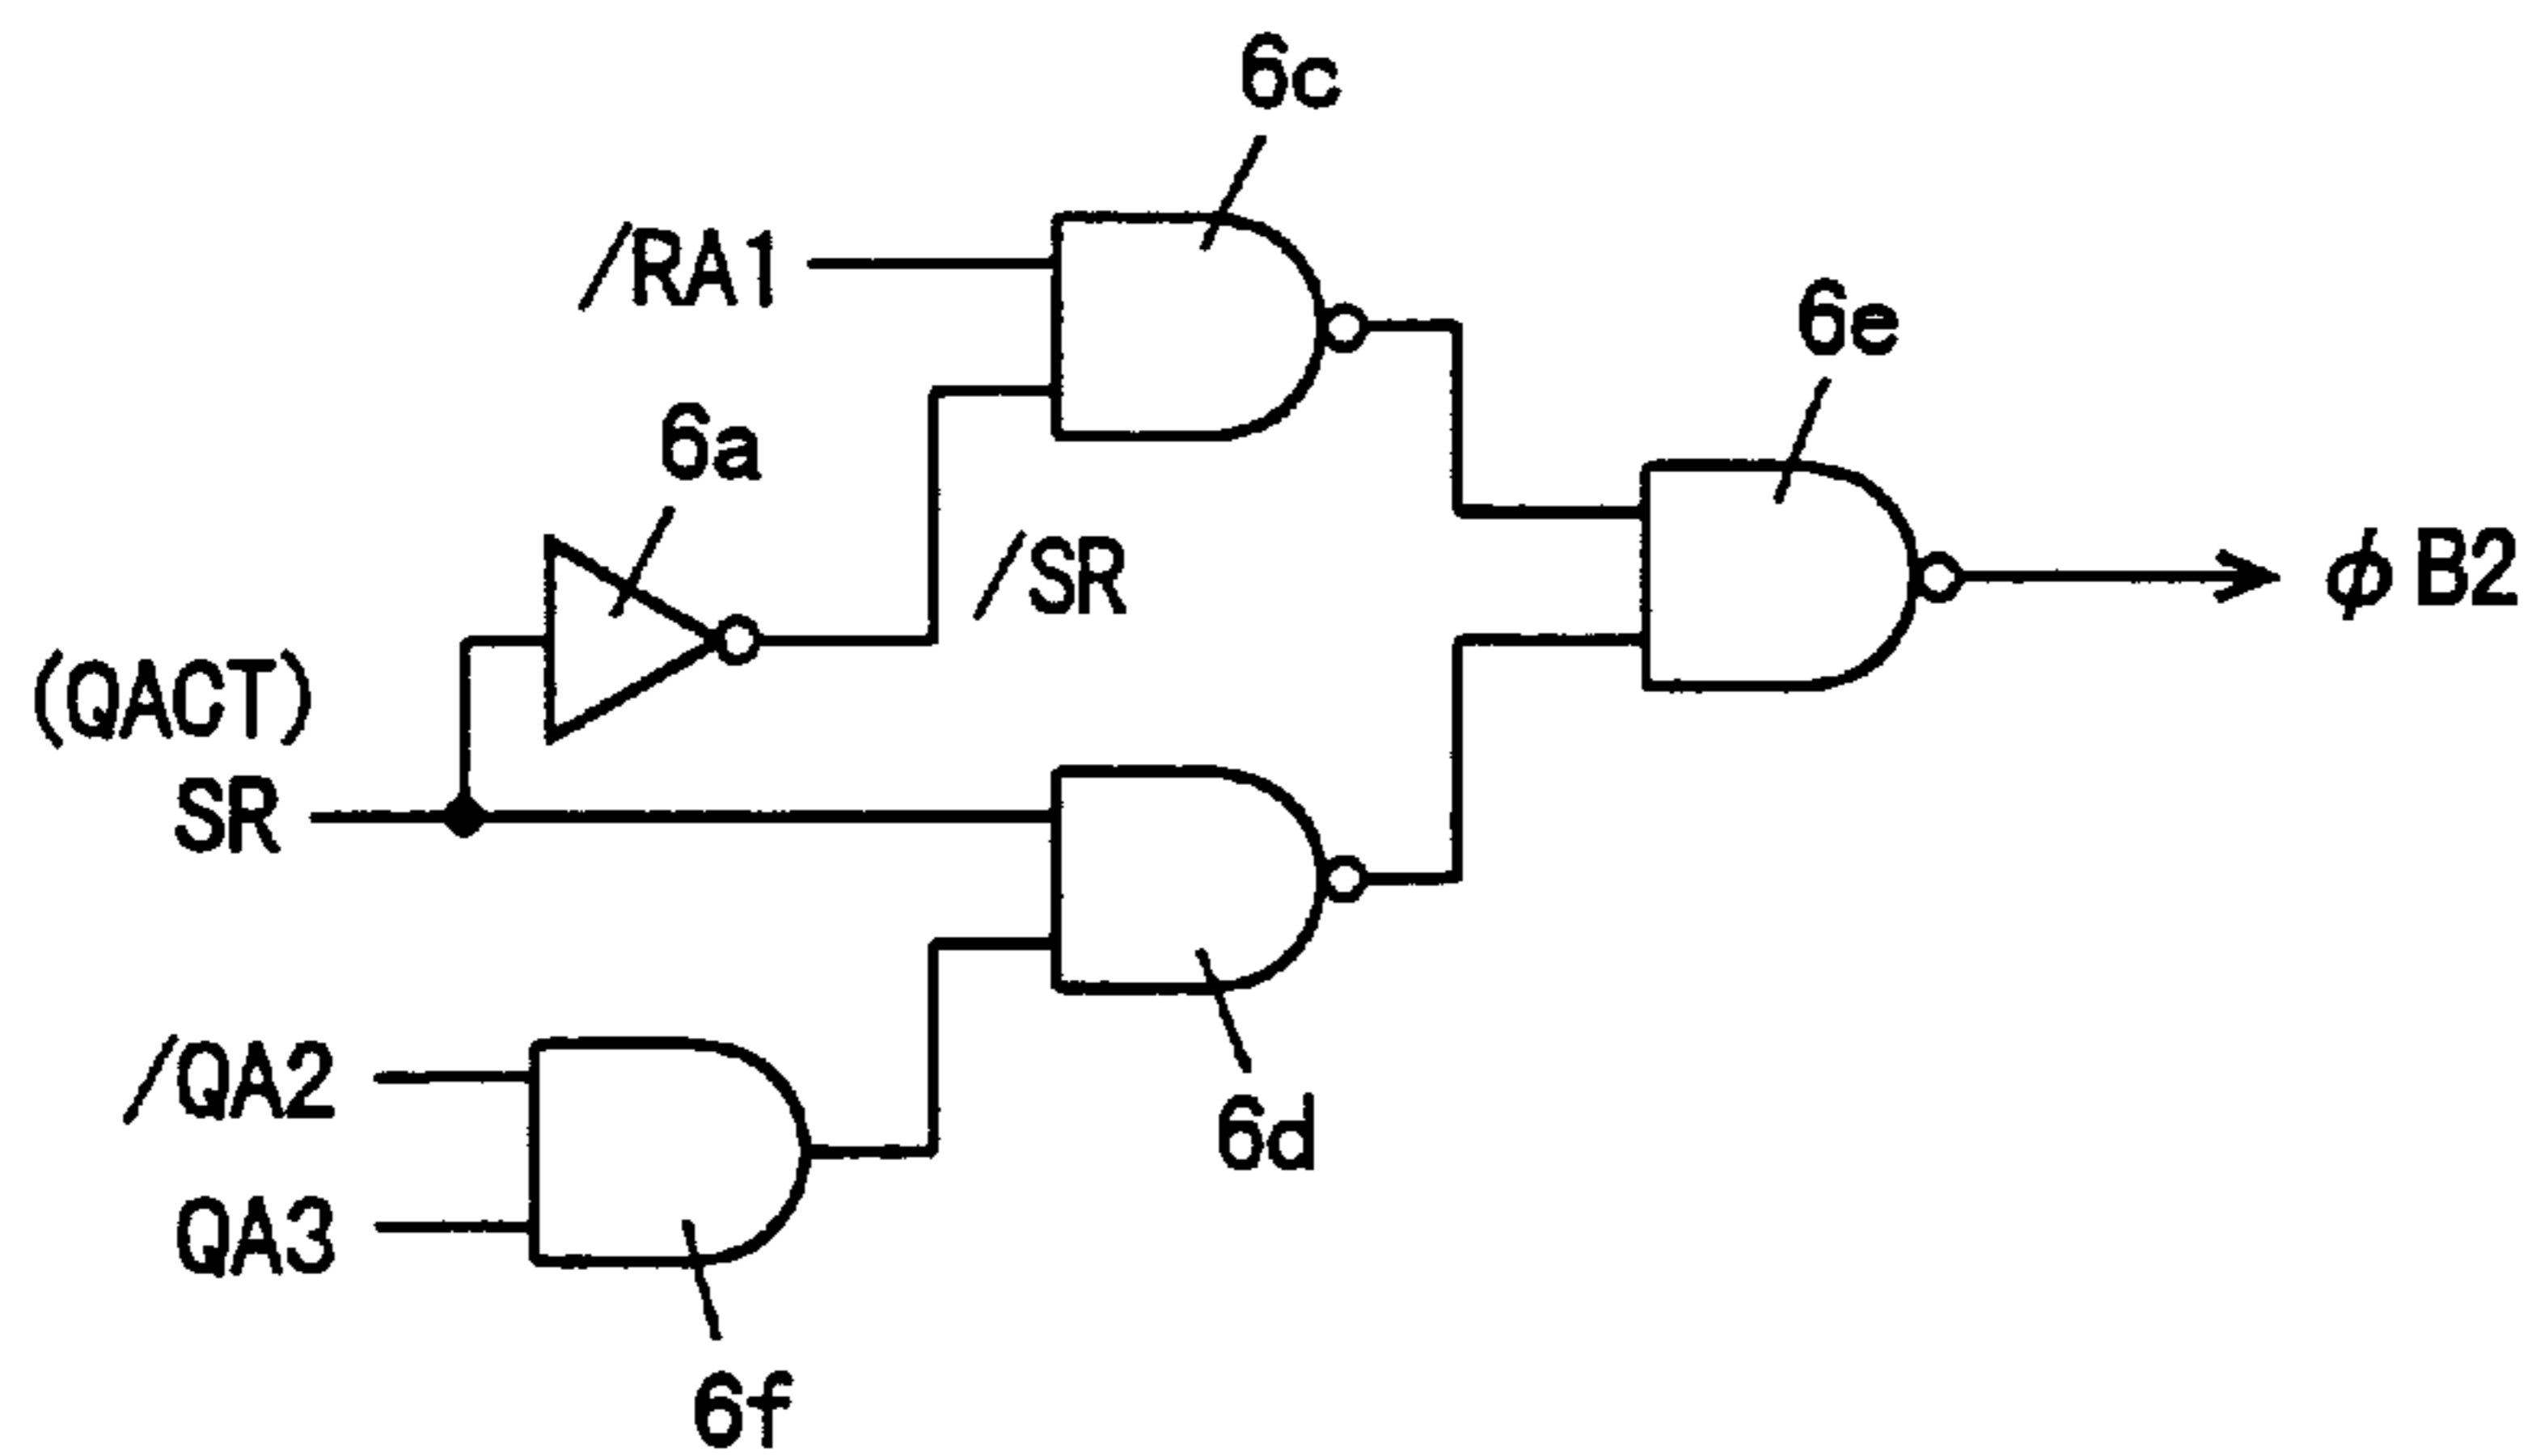 6c
/RA1
6e
6a
/SR
φB2
(QACT)
SR
/QA2
6d
QA3
6f